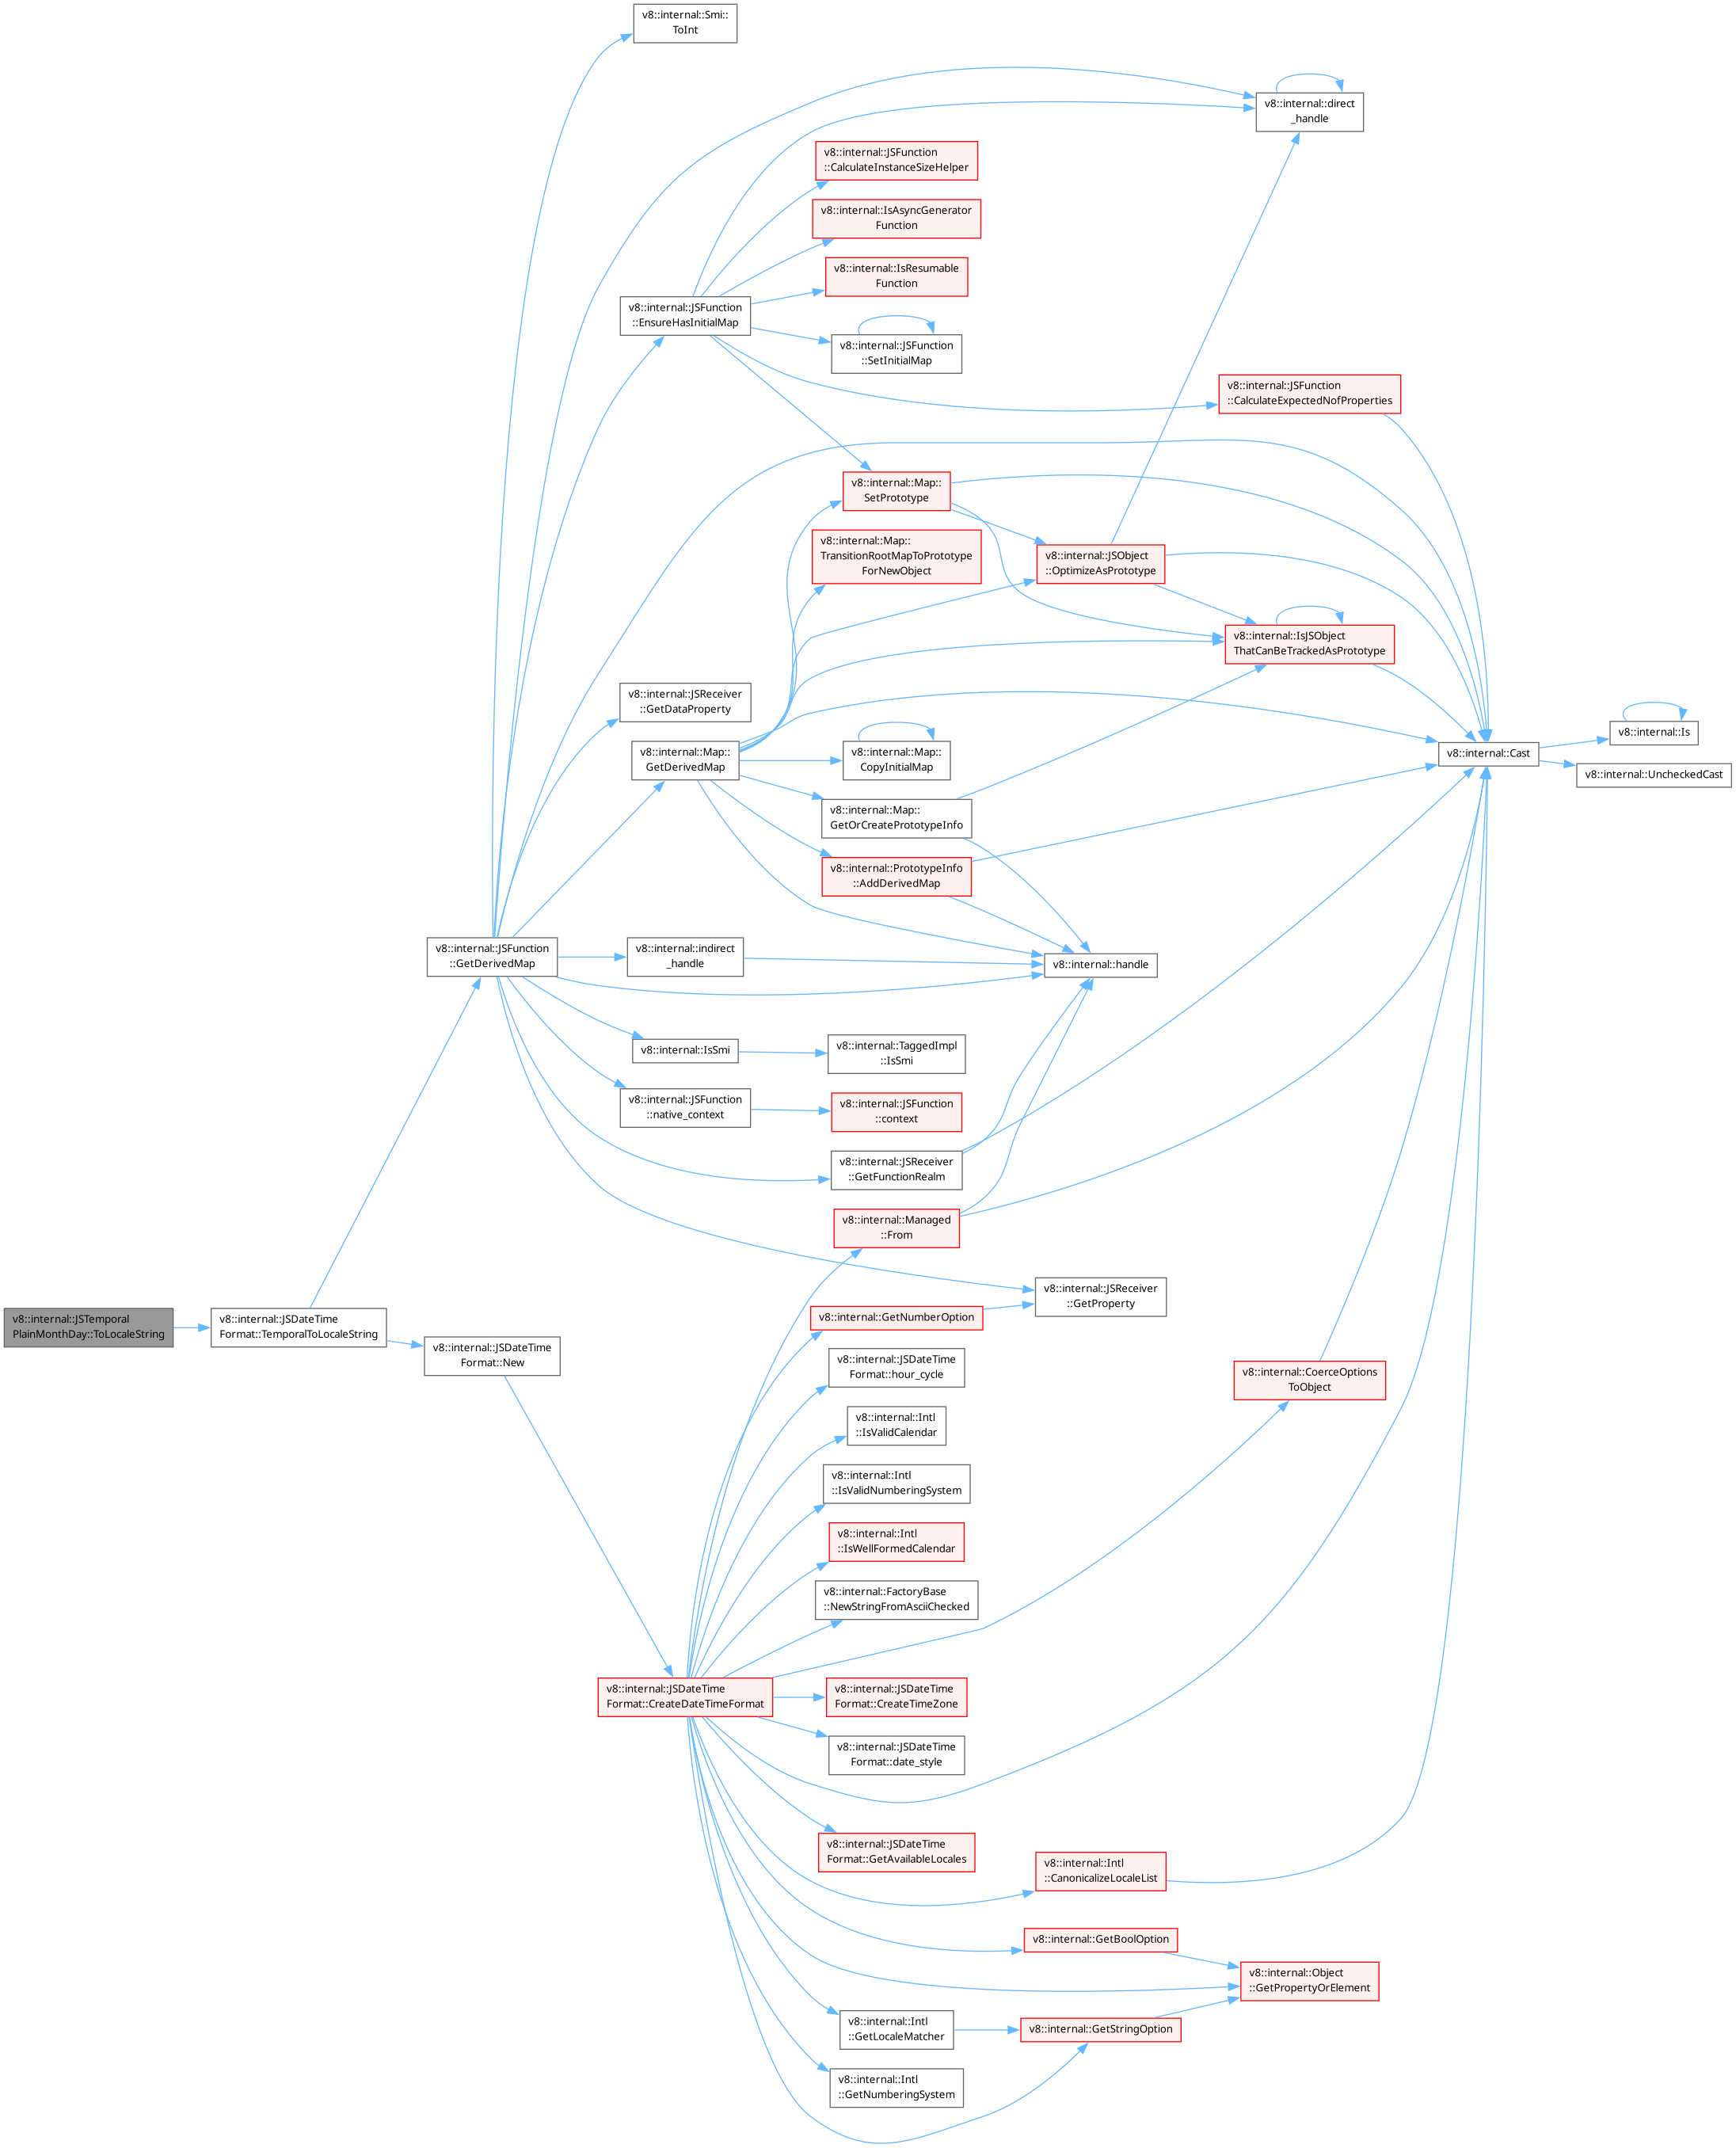 v8::internal::Smi::
ToInt
v8::internal::direct
_handle
v8::internal::JSFunction
::CalculateInstanceSizeHelper
v8::internal::IsAsyncGenerator
Function
v8::internal::IsResumable
Function
v8::internal::JSFunction
::EnsureHasInitialMap
v8::internal::JSFunction
::SetInitialMap
v8::internal::JSFunction
::CalculateExpectedNofProperties
v8::internal::Map::
SetPrototype
v8::internal::Map::
TransitionRootMapToPrototype
ForNewObject
v8::internal::JSObject
::OptimizeAsPrototype
v8::internal::IsJSObject
ThatCanBeTrackedAsPrototype
v8::internal::JSReceiver
::GetDataProperty
v8::internal::Map::
GetDerivedMap
v8::internal::Map::
CopyInitialMap
v8::internal::Cast
v8::internal::Is
v8::internal::UncheckedCast
v8::internal::Map::
GetOrCreatePrototypeInfo
v8::internal::PrototypeInfo
::AddDerivedMap
v8::internal::JSFunction
::GetDerivedMap
v8::internal::indirect
_handle
v8::internal::handle
v8::internal::IsSmi
v8::internal::TaggedImpl
::IsSmi
v8::internal::JSFunction
::native_context
v8::internal::JSFunction
::context
v8::internal::JSReceiver
::GetFunctionRealm
v8::internal::Managed
::From
v8::internal::JSReceiver
::GetProperty
v8::internal::JSTemporal
PlainMonthDay::ToLocaleString
v8::internal::JSDateTime
Format::TemporalToLocaleString
v8::internal::GetNumberOption
v8::internal::JSDateTime
Format::New
v8::internal::JSDateTime
Format::hour_cycle
v8::internal::CoerceOptions
ToObject
v8::internal::Intl
::IsValidCalendar
v8::internal::Intl
::IsValidNumberingSystem
v8::internal::Intl
::IsWellFormedCalendar
v8::internal::FactoryBase
::NewStringFromAsciiChecked
v8::internal::JSDateTime
Format::CreateDateTimeFormat
v8::internal::JSDateTime
Format::CreateTimeZone
v8::internal::JSDateTime
Format::date_style
v8::internal::JSDateTime
Format::GetAvailableLocales
v8::internal::Intl
::CanonicalizeLocaleList
v8::internal::GetBoolOption
v8::internal::Object
::GetPropertyOrElement
v8::internal::Intl
::GetLocaleMatcher
v8::internal::GetStringOption
v8::internal::Intl
::GetNumberingSystem